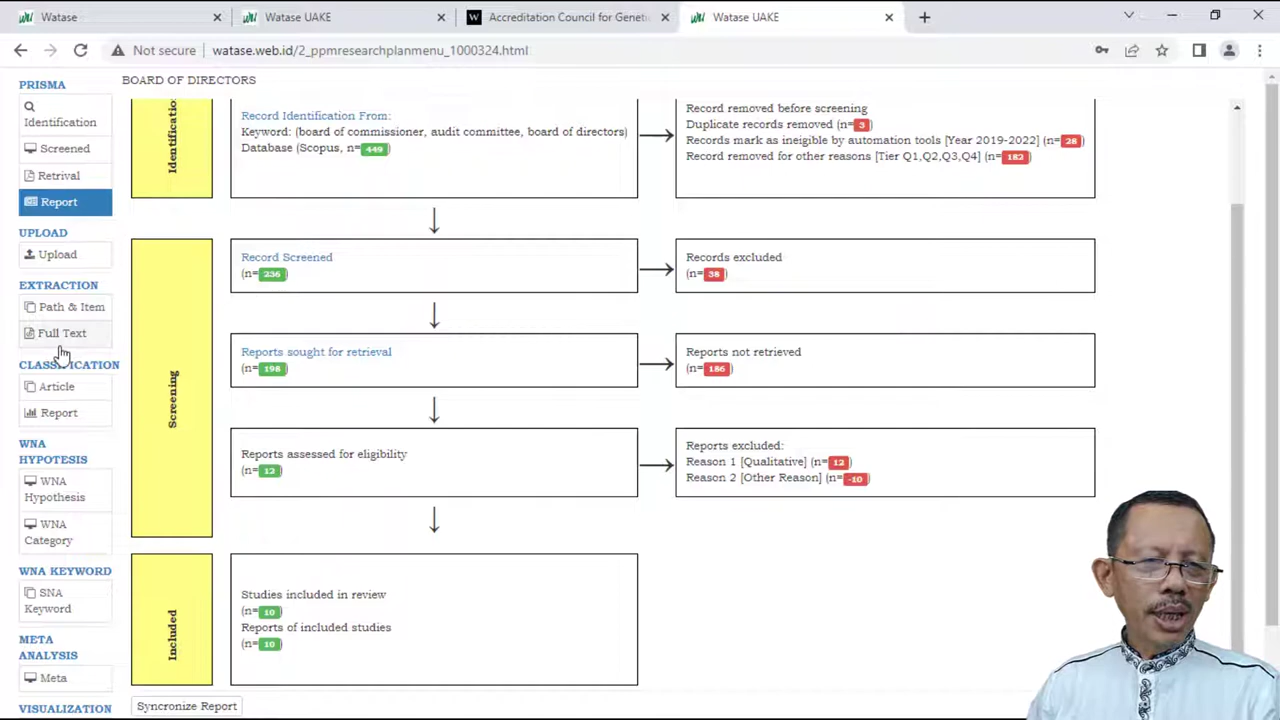 Watase
Watase UAKE
Accreditation Council for Genet
Watase UAKE
Not secure
watase.web.id/2_ppmresearchplanmenu_1000324.html
PRISMA
Identification
Screened
Retrival
Report
UPLOAD
Upload
EXTRACTION
Path & Item
Full Text
CLASSIFICATION
Article
Report
WNA
HYPOTESIS
WNA
Hypothesis
WNA
Category
WNA KEYWORD
SNA
Keyword
META
ANALYSIS
Meta
VISUALIZATION
BOARD OF DIRECTORS
Identification
Record Identification From:
Keyword: (board of commissioner, audit committee, board of directors)
Database (Scopus, n=449)
Record removed before screening
Duplicate records removed (n=3)
Records mark as ineigible by automation tools [Year 2019-2022] (n=28)
Record removed for other reasons [Tier Q1,Q2,Q3,Q4] (n=182)
Screening
Record Screened
(n=236)
Records excluded
(n=38)
Reports sought for retrieval
(n=198)
Reports not retrieved
(n=186)
Reports assessed for eligibility
(n=12)
Reports excluded:
Reason 1 [Qualitative] (n=12)
Reason 2 [Other Reason] (n=-10)
Included
Studies included in review
(n=10)
Reports of included studies
(n=10)
Syncronize Report